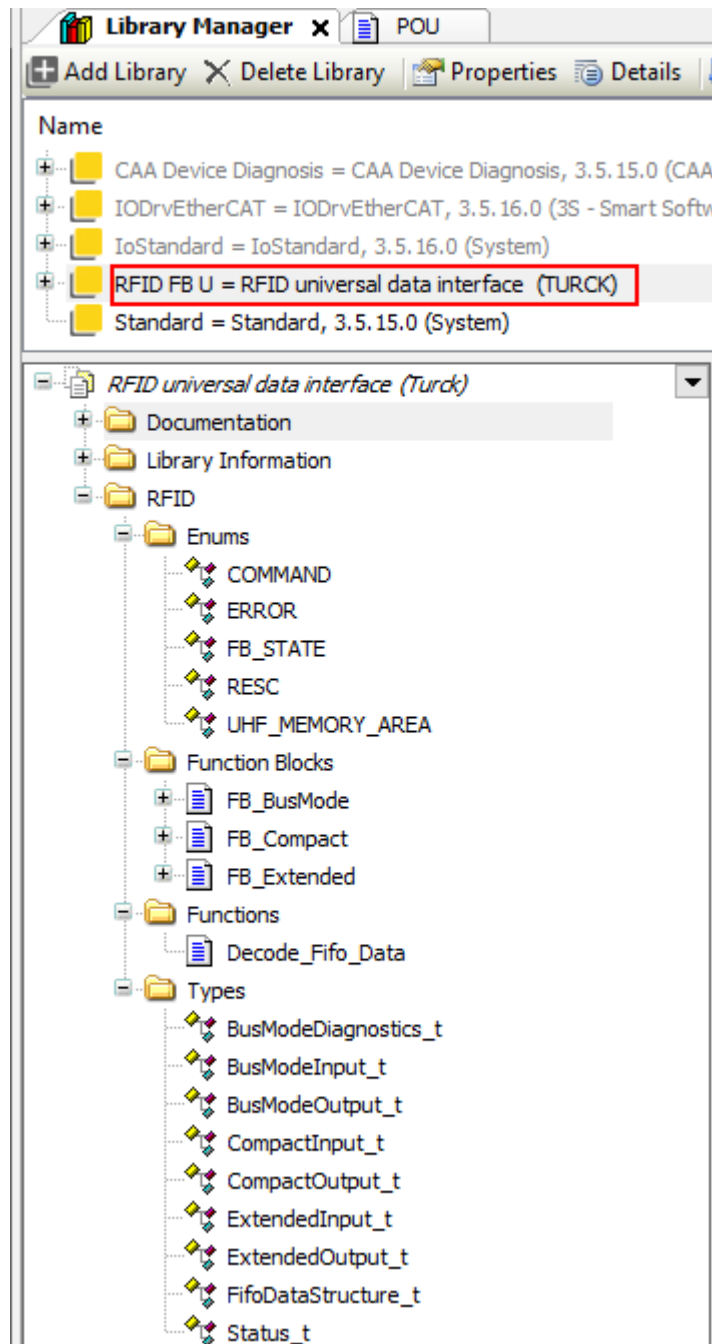 Library Manager X POU
Add Library Delete Library Properties Details
Name
CAA Device Diagnosis = CAA Device Diagnosis, 3.5.15.0 (CAA
IODrvEtherCAT = IODrvEtherCAT, 3.5.16.0 (3S - Smart Softw
IoStandard = IoStandard, 3.5.16.0 (System)
RFID FB U = RFID universal data interface (TURCK)
Standard = Standard, 3.5.15.0 (System)
RFID universal data interface (Turck)
Documentation
Library Information
RFID
Enums
COMMAND
ERROR
FB_STATE
RESC
UHF_MEMORY_AREA
Function Blocks
FB_BusMode
FB_Compact
FB_Extended
Functions
Decode_Fifo_Data
Types
BusModeDiagnostics_t
BusModeInput_t
BusModeOutput_t
CompactInput_t
CompactOutput_t
ExtendedInput_t
ExtendedOutput_t
FifoDataStructure_t
Status_t